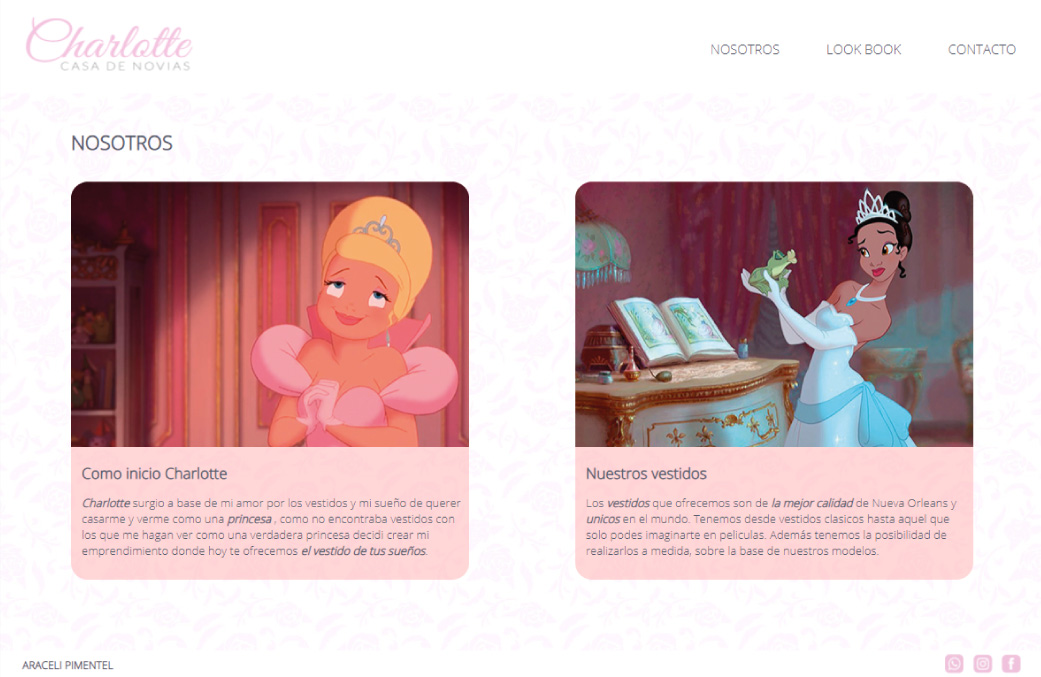 Charlotte
CASA DE NOVIAS
NOSOTROS
LOOK BOOK
CONTACTO
NOSOTROS
Como inicio Charlotte
Charlotte surgio a base de mi amor por los vestidos y mi sueño de querer
casarme y verme como una princesa , como no encontraba vestidos con
los que me hagan ver como una verdadera princesa decidi crear mi
emprendimiento donde hoy te ofrecemos el vestido de tus sueños.
Nuestros vestidos
Los vestidos que ofrecemos son de la mejor calidad de Nueva Orleans y
unicos en el mundo. Tenemos desde vestidos clasicos hasta aquel que
solo podes imaginarte en peliculas. Además tenemos la posibilidad de
realizarlos a medida, sobre la base de nuestros modelos.
ARACELI PIMENTEL